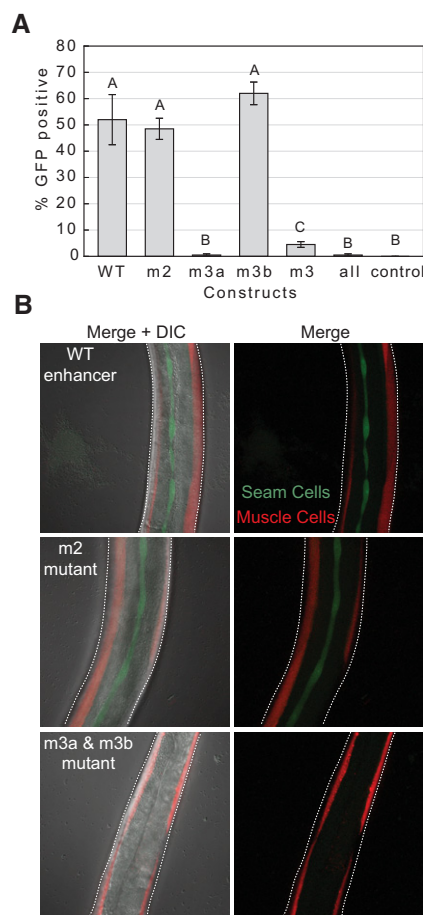 A
80
70
60
50
40
30
20
10
0
% GFP positive
A
A
B
A
C
B
B
WT m2 m3a m3b m3 all control
Constructs
B
Merge + DIC
Merge
WT
enhancer
Seam Cells
Muscle Cells
m2
mutant
m3a & m3b
mutant